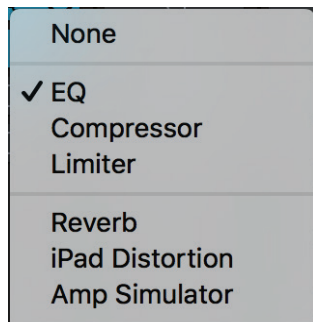 None
✓ EQ
Compressor
Limiter
Reverb
iPad Distortion
Amp Simulator